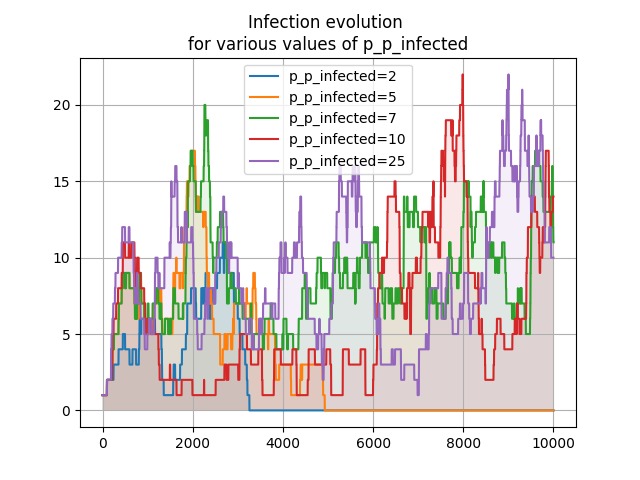 Infection evolution
for various values of p_p_infected
p_p_infected=2
p_p_infected=5
p_p_infected=7
p_p_infected=10
p_p_infected=25
20
15
10
5
0
0 2000 4000 6000 8000 10000